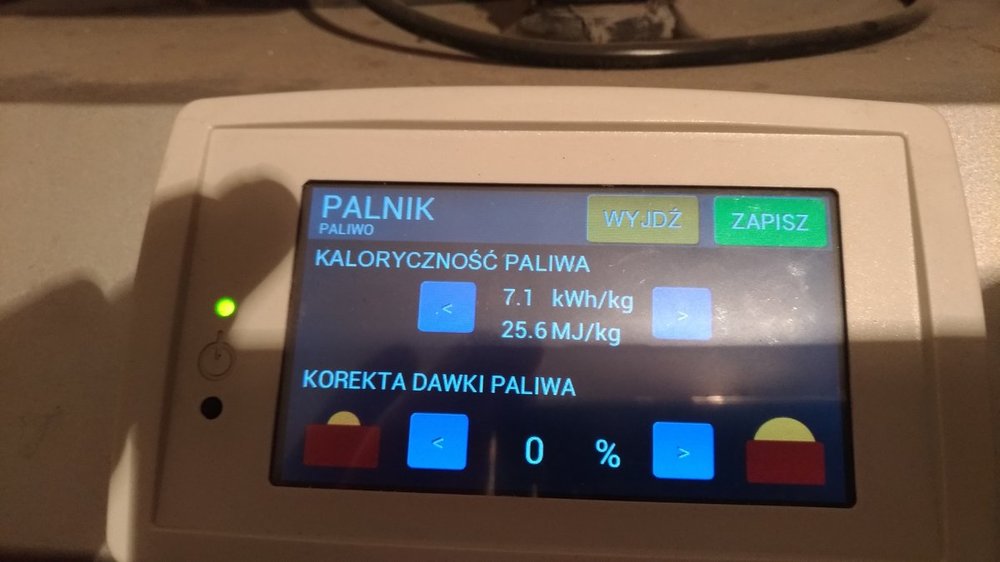 PALNIK
PALIWO
WYJDŹ
ZAPISZ
KALORYCZNOŚĆ PALIWA
< 7.1 kWh/kg >
25.6 MJ/kg
KOREKTA DAWKI PALIWA
< 0 % >